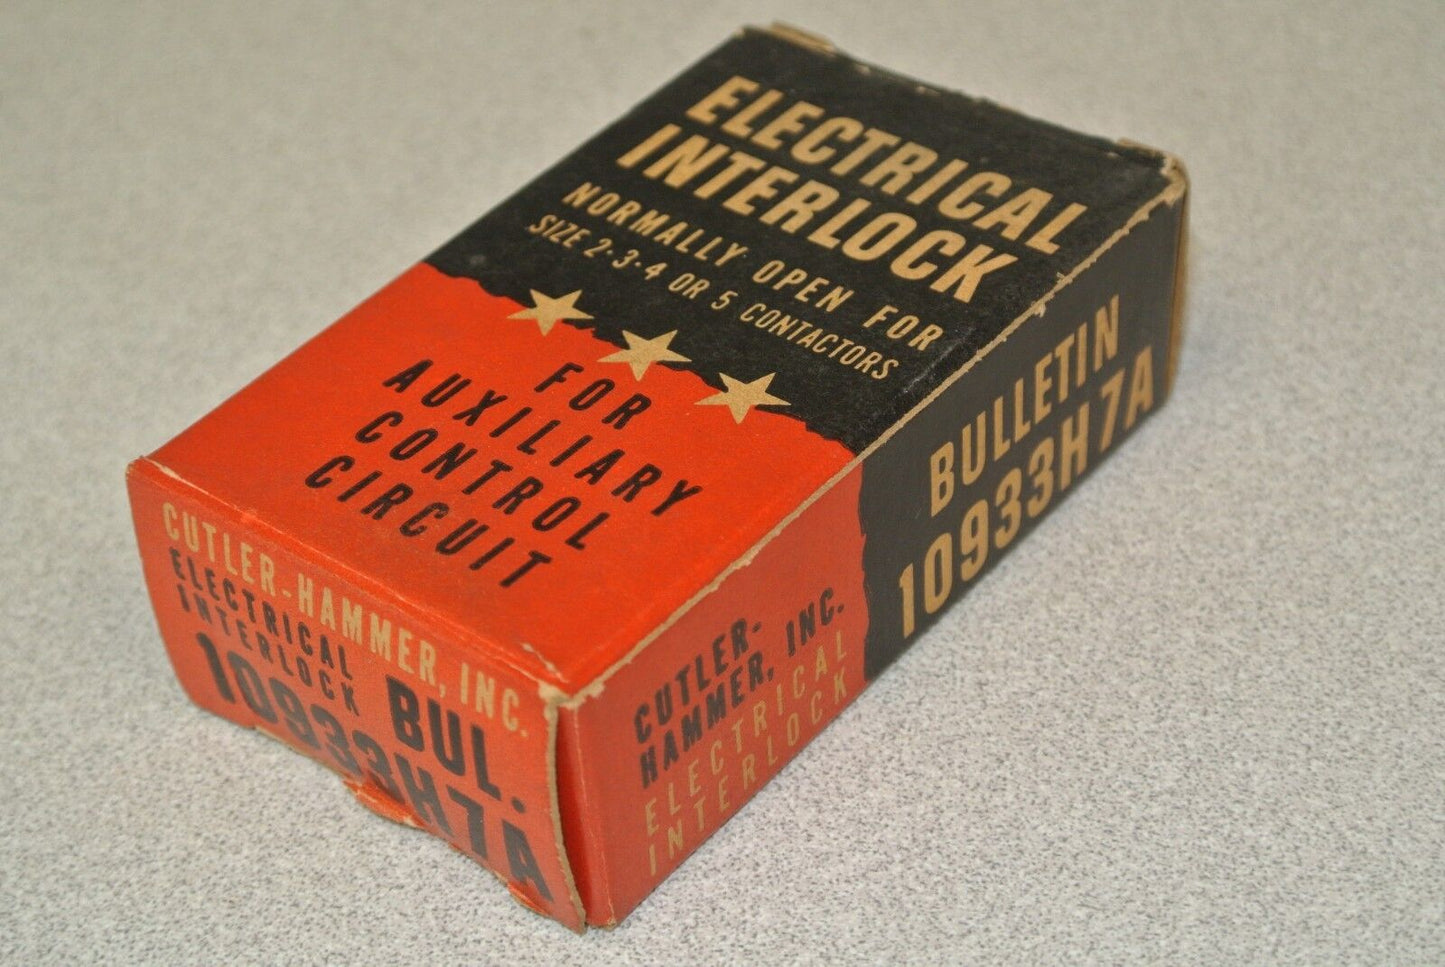 ELECTRICAL
INTERLOCK
NORMALLY OPEN FOR
SIZE 2·3·4 OR 5 CONTACTORS
FOR
AUXILIARY
CONTROL
CIRCUIT
CUTLER-HAMMER, INC.
ELECTRICAL
INTERLOCK
BUL.
10933H7A
CUTLER-
HAMMER, INC.
ELECTRICAL
INTERLOCK
BULLETIN
10933H7A